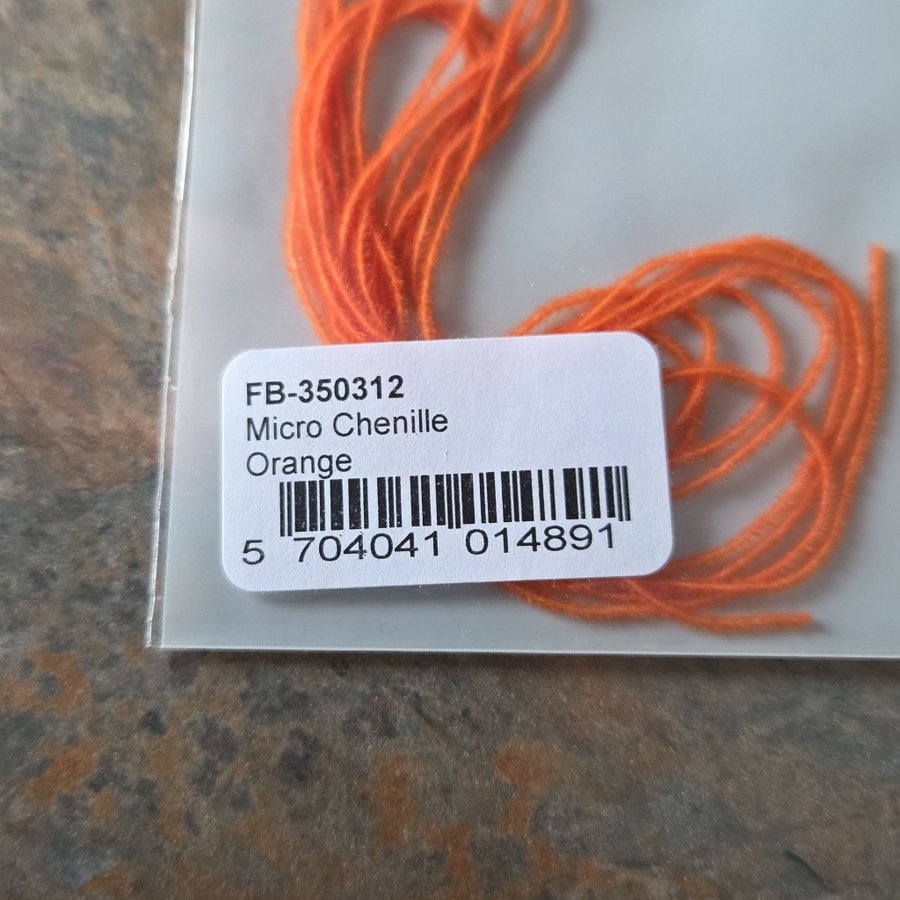 FB-350312
Micro Chenille
Orange
5 704041 014891